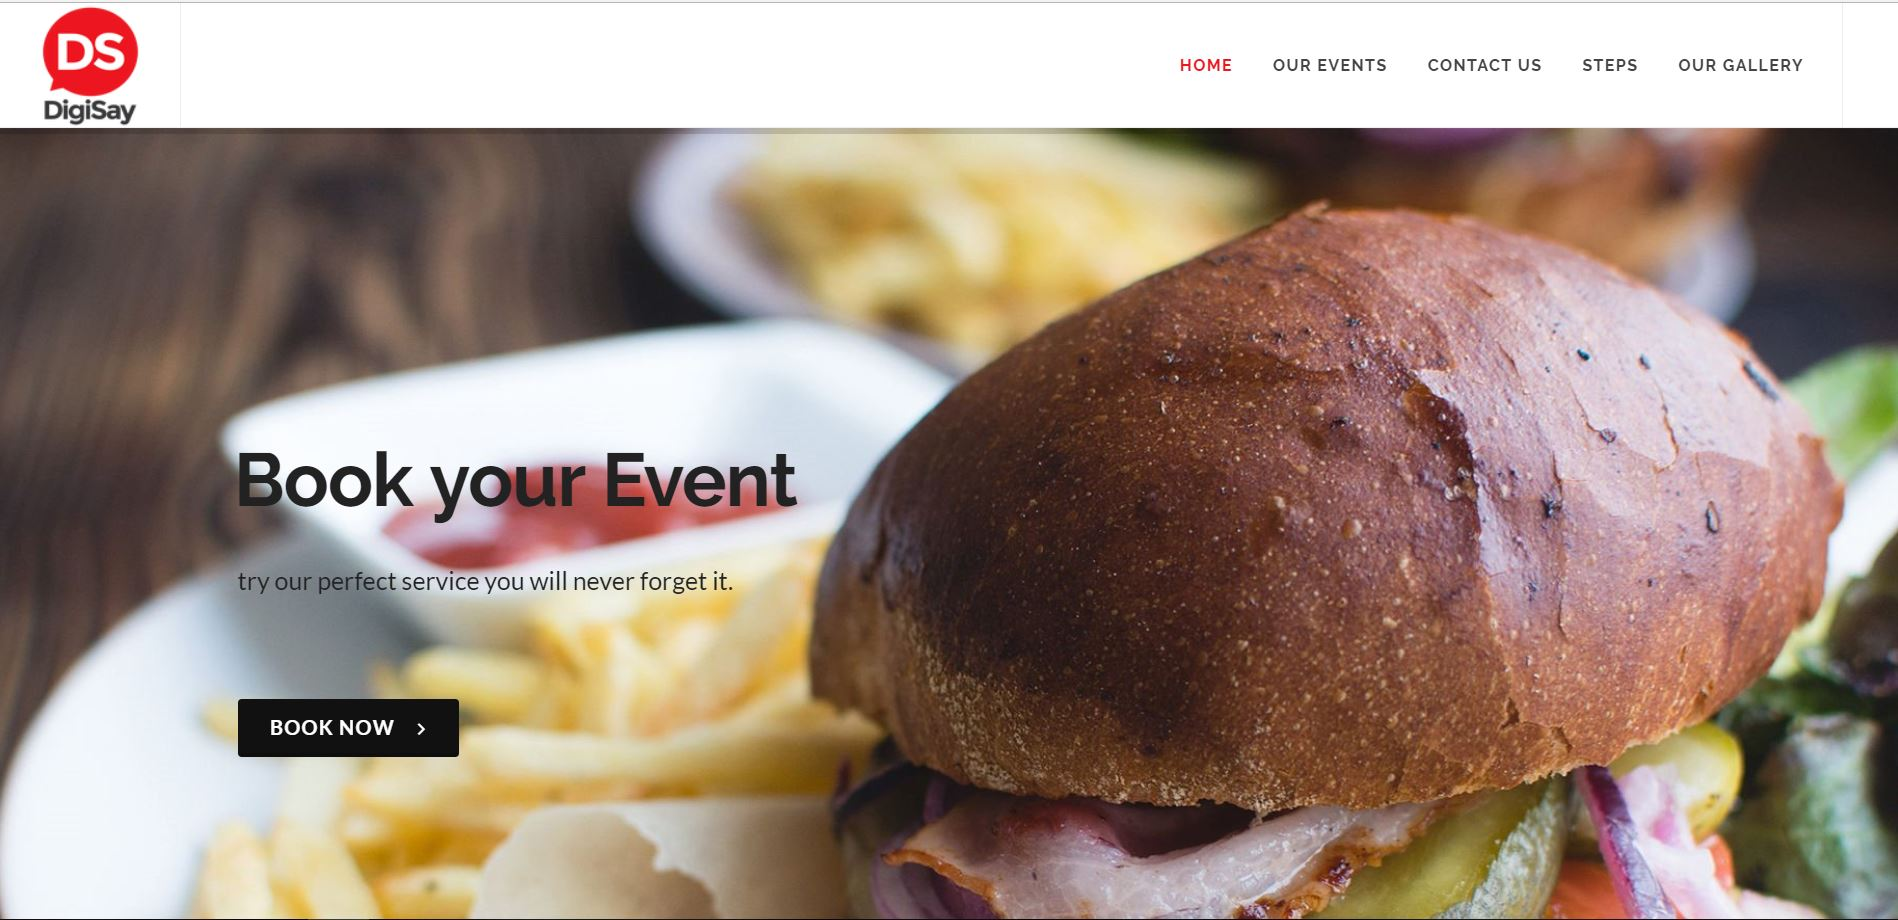 DS
DigiSay
HOME
OUR EVENTS
CONTACT US
STEPS
OUR GALLERY
Book your Event
try our perfect service you will never forget it.
BOOK NOW